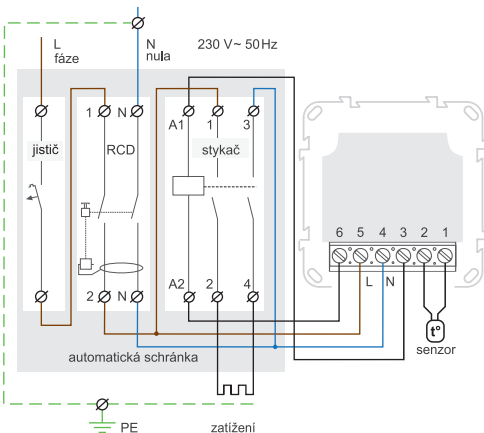 L
fáze
N
nula
230 V~ 50 Hz
1 N A1 1 3
jistič RCD stykač
6 5 4 3 2 1
L N
2 N A2 2 4
t°
senzor
automatická schránka
PE
zatížení